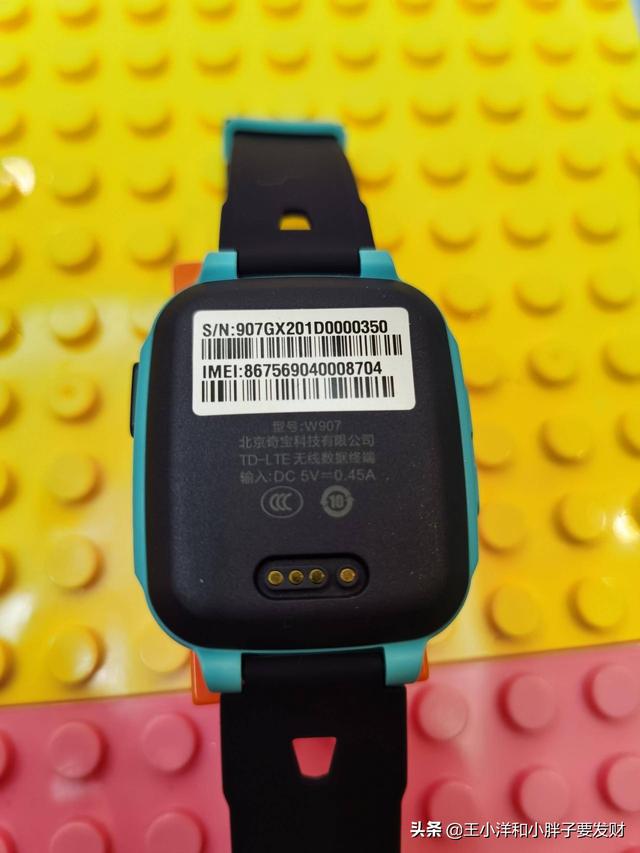 S/N:907GX201D0000350
IMEI:867569040008704
型号:W907
北京奇宝科技有限公司
TD-LTE 无线数据终端
输入:DC 5V⎓0.45A
CCC
10
头条 @王小洋和小胖子要发财